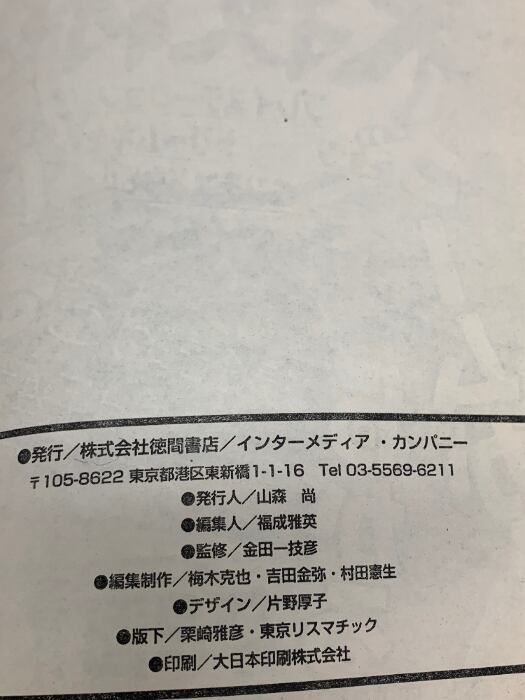 ●発行／株式会社徳間書店／インターメディア・カンパニー
〒105-8622 東京都港区東新橋1-1-16 Tel 03-5569-6211
●発行人／山森 尚
●編集人／福成雅英
●監修／金田一技彦
●編集制作／梅木克也・吉田金弥・村田憲生
●デザイン／片野厚子
●版下／栗崎雅彦・東京リスマチック
●印刷／大日本印刷株式会社